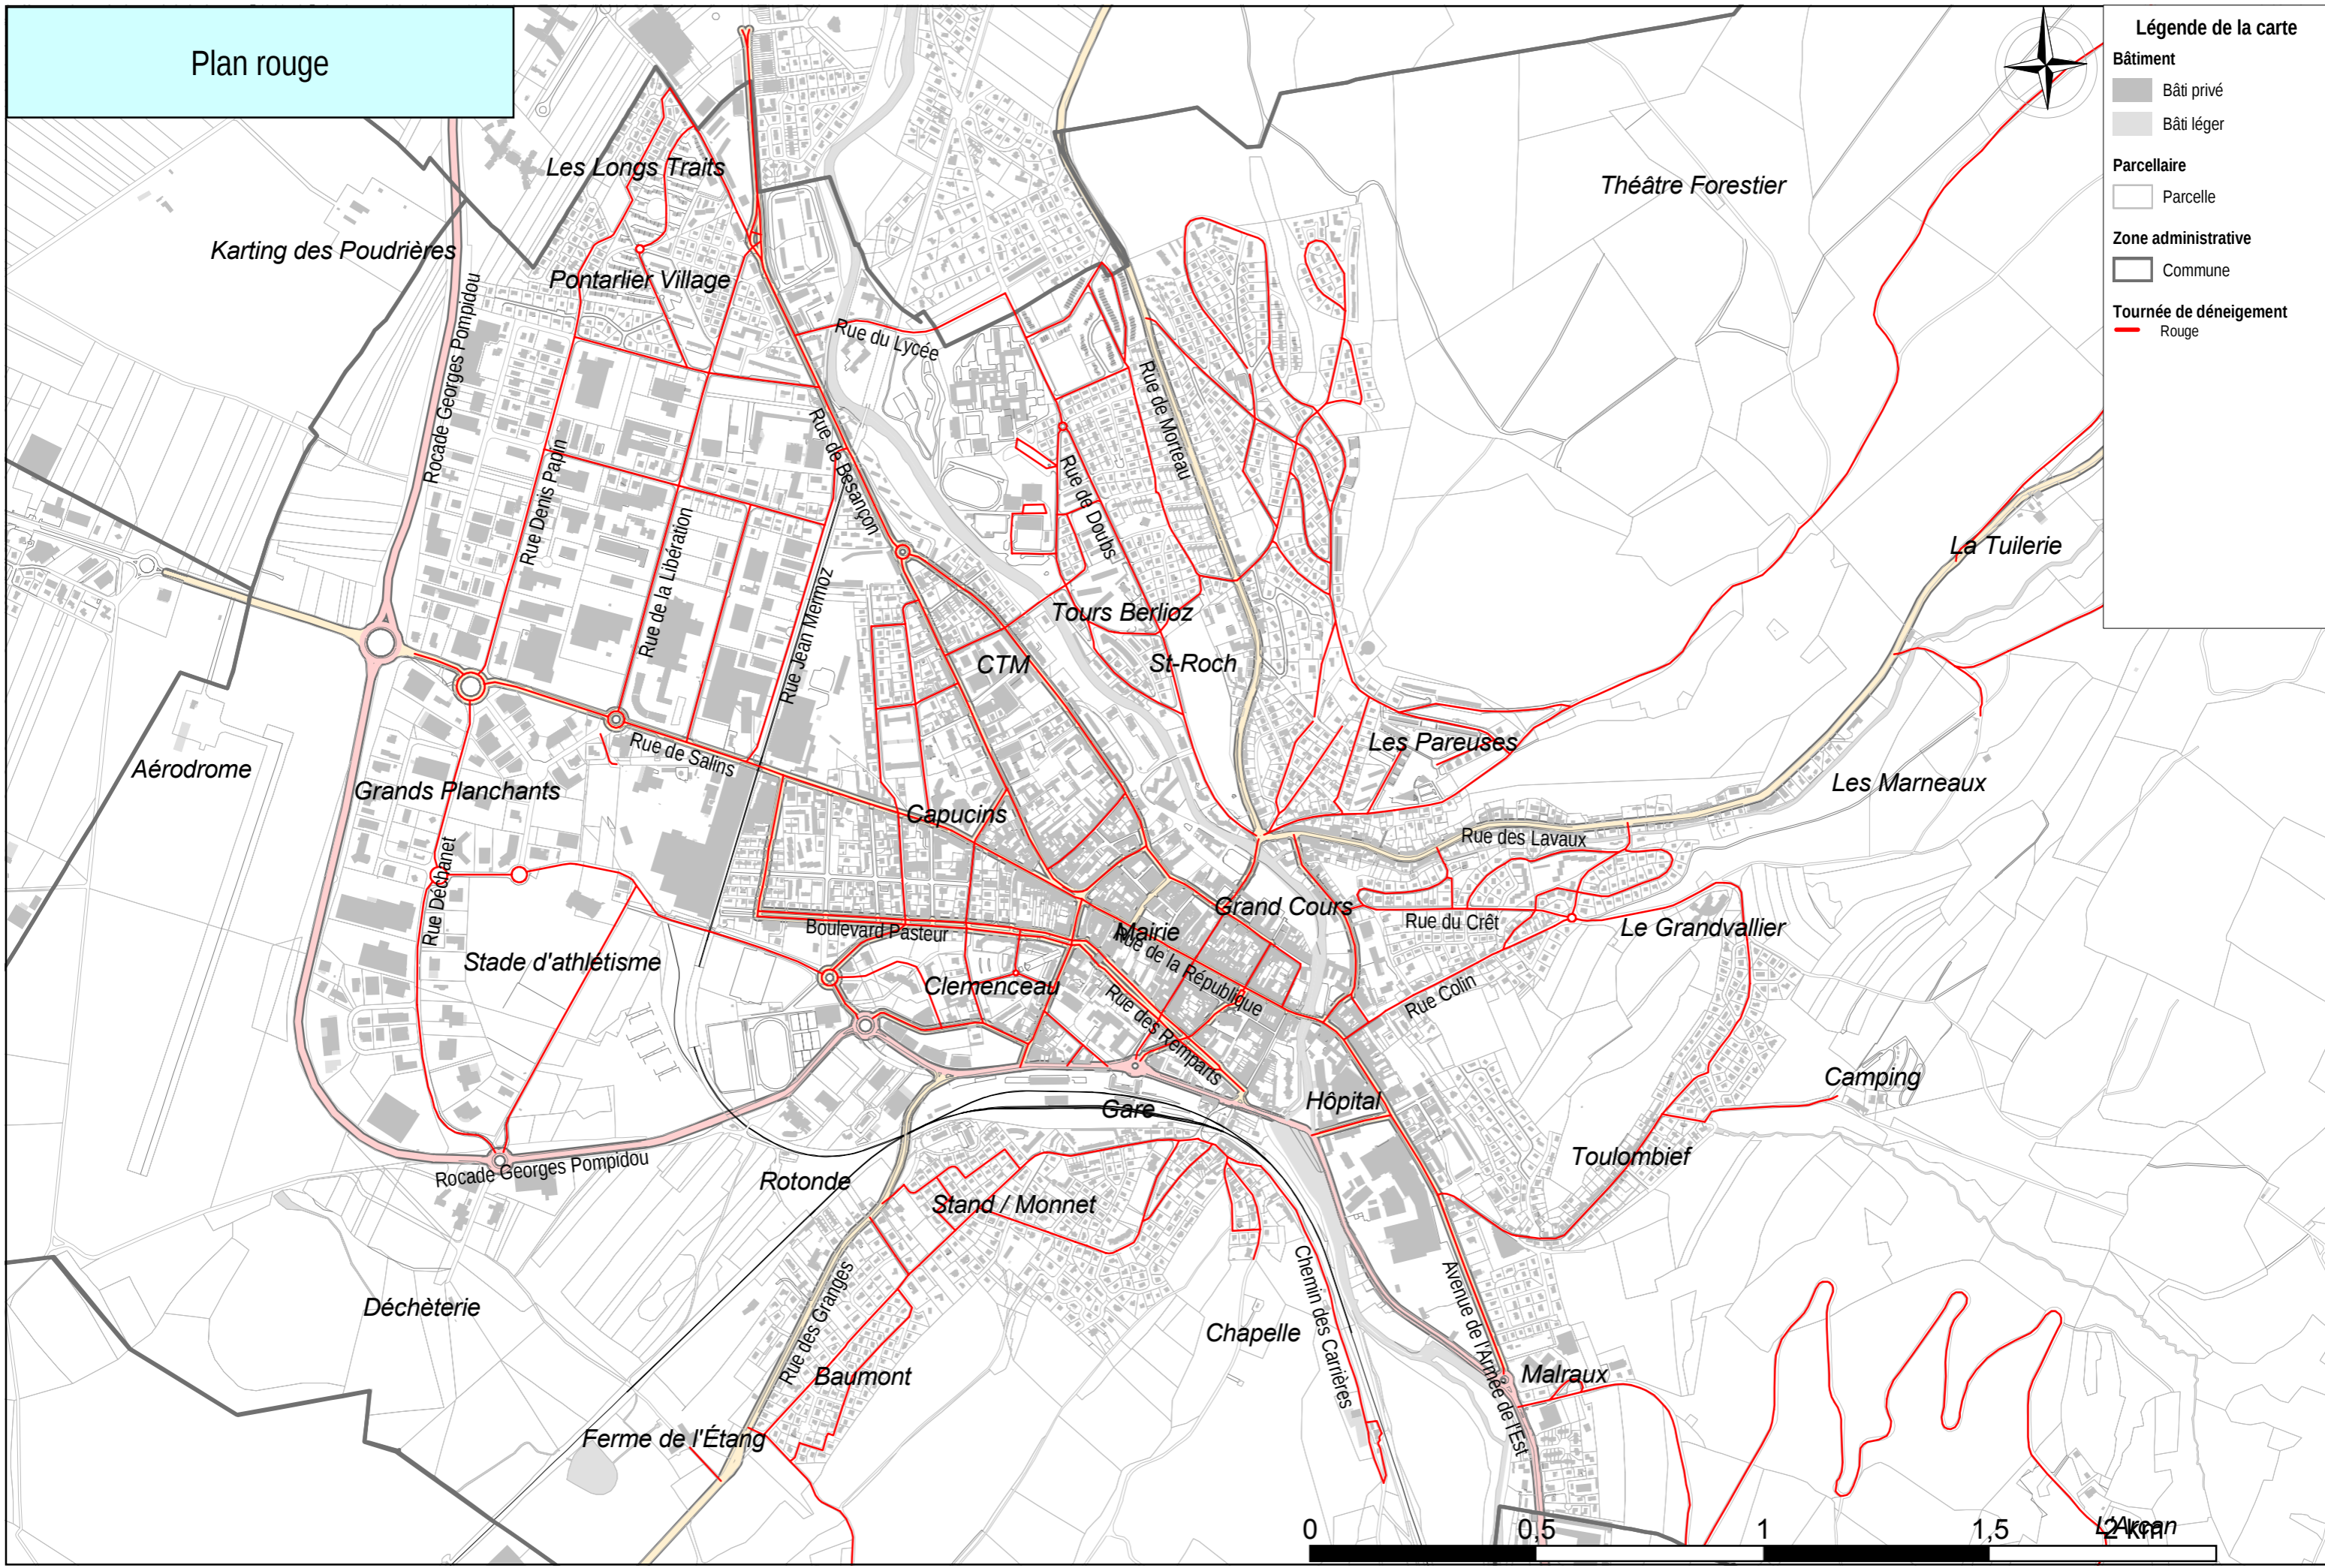 Plan rouge
Légende de la carte
Bâtiment
Bâti privé
Bâti léger
Parcellaire
Parcelle
Zone administrative
Commune
Tournée de déneigement
Rouge
Les Longs Traits
Théâtre Forestier
Karting des Poudrières
Pontarlier Village
Rue du Lycée
Rocade Georges Pompidou
Rue de Morteau
Rue de Besançon
Rue Denis Papin
Rue de Doubs
Rue de la Libération
La Tuilerie
Rue Jean Mermoz
Tours Berlioz
CTM
St-Roch
Rue de Salins
Les Pareuses
Aérodrome
Grands Planchants
Les Marneaux
Capucins
Rue des Lavaux
Rue Déchanet
Grand Cours
Boulevard Pasteur
Mairie
Rue du Crêt
Le Grandvallier
Rue de la République
Stade d'athlétisme
Clemenceau
Rue Colin
Rue des Remparts
Camping
Gare
Hôpital
Toulombief
Rocade Georges Pompidou
Rotonde
Stand / Monnet
Chemin des Carrières
Avenue de l'Armée de l'Est
Rue des Granges
Déchèterie
Chapelle
Baumont
Malraux
Ferme de l'Étang
L'Arcan
0
0,5
1
1,5
2 km